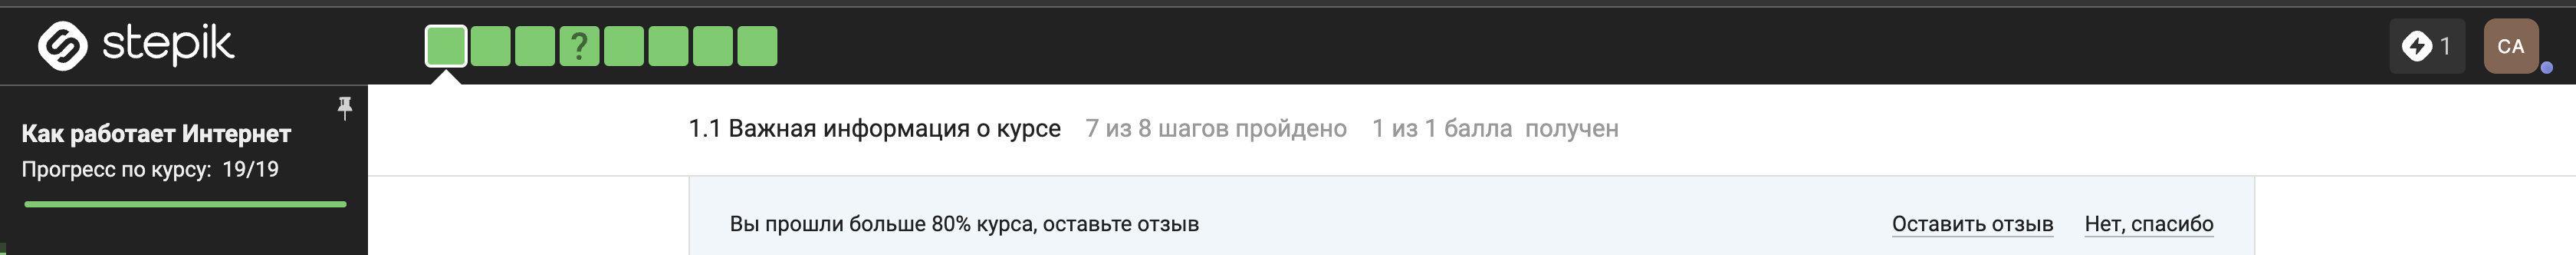 stepik
?
1
CA
Как работает Интернет
Прогресс по курсу: 19/19
1.1 Важная информация о курсе 7 из 8 шагов пройдено 1 из 1 балла получен
Вы прошли больше 80% курса, оставьте отзыв Оставить отзыв Нет, спасибо